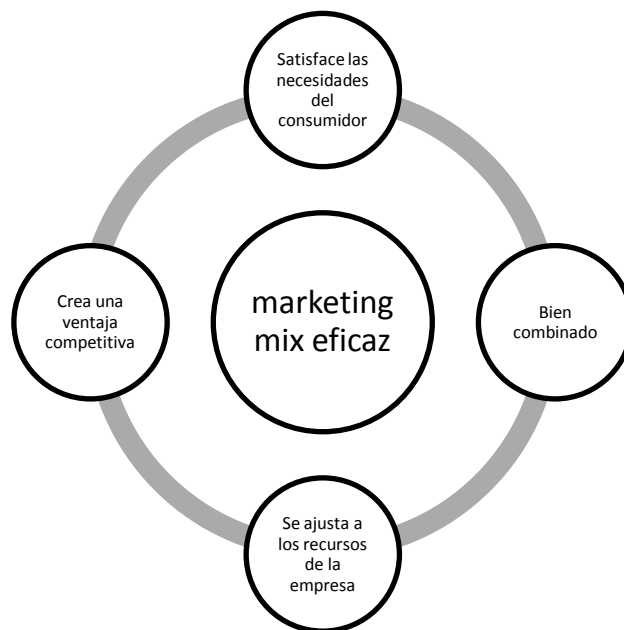 Satisface las
necesidades
del
consumidor
Crea una
ventaja
competitiva
marketing
mix eficaz
Bien
combinado
Se ajusta a
los recursos
de la
empresa